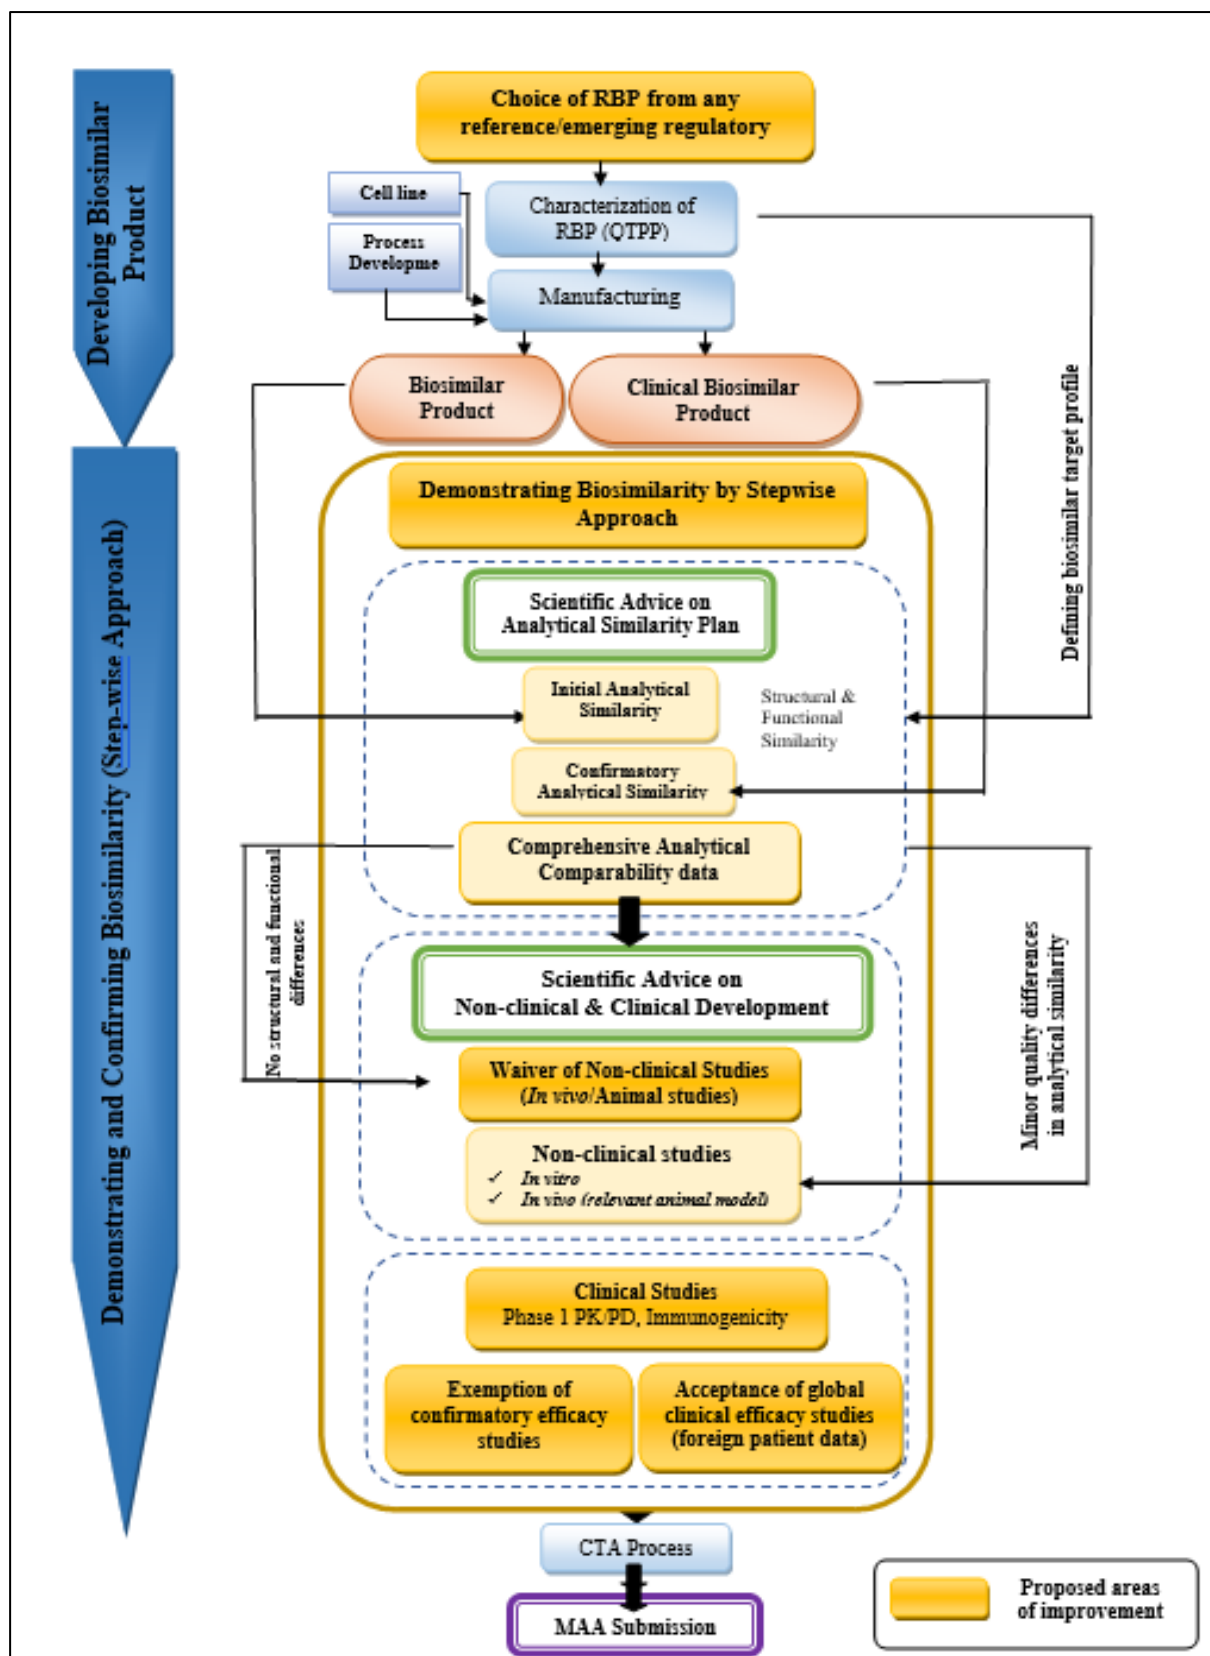 Developing Biosimilar
Product
Choice of RBP from any
reference/emerging regulatory
Cell line
Process
Developme
Characterization of
RBP (QTPP)
Manufacturing
Biosimilar
Product
Clinical Biosimilar
Product
Defining biosimilar target profile
Demonstrating and Confirming Biosimilarity (Step-wise Approach)
Demonstrating Biosimilarity by Stepwise
Approach
Scientific Advice on
Analytical Similarity Plan
Initial Analytical
Similarity
Structural &
Functional
Similarity
Confirmatory
Analytical Similarity
Comprehensive Analytical
Comparability data
No structural and functional
differences
Minor quality differences
in analytical similarity
Scientific Advice on
Non-clinical & Clinical Development
Waiver of Non-clinical Studies
(In vivo/Animal studies)
Non-clinical studies
✓ In vitro
✓ In vivo (relevant animal model)
Clinical Studies
Phase 1 PK/PD, Immunogenicity
Exemption of
confirmatory efficacy
studies
Acceptance of global
clinical efficacy studies
(foreign patient data)
CTA Process
MAA Submission
Proposed areas
of improvement